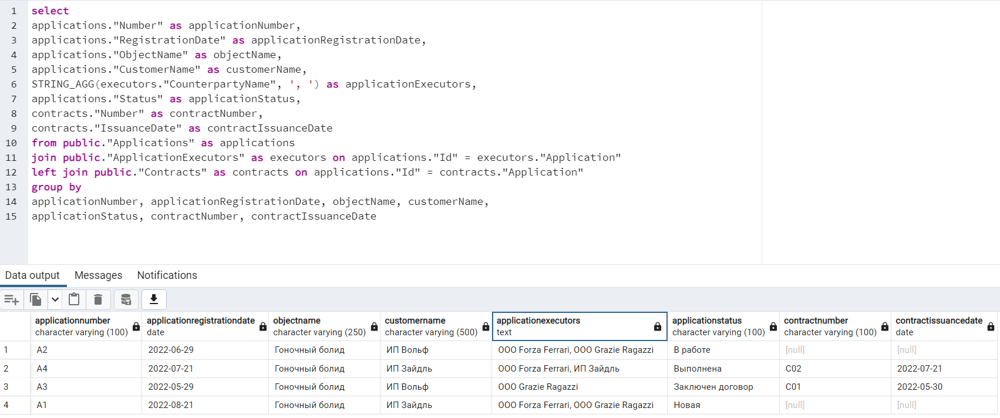 1 select
2 applications."Number" as applicationNumber,
3 applications."RegistrationDate" as applicationRegistrationDate,
4 applications."ObjectName" as objectName,
5 applications."CustomerName" as customerName,
6 STRING_AGG(executors."CounterpartyName", ', ') as applicationExecutors,
7 applications."Status" as applicationStatus,
8 contracts."Number" as contractNumber,
9 contracts."IssuanceDate" as contractIssuanceDate
10 from public."Applications" as applications
11 join public."ApplicationExecutors" as executors on applications."Id" = executors."Application"
12 left join public."Contracts" as contracts on applications."Id" = contracts."Application"
13 group by
14 applicationNumber, applicationRegistrationDate, objectName, customerName,
15 applicationStatus, contractNumber, contractIssuanceDate
Data output Messages Notifications
applicationnumber applicationregistrationdate objectname customername applicationexecutors applicationstatus contractnumber contractissuancedate
character varying (100) date character varying (250) character varying (500) text character varying (100) character varying (100) date
1 A2 2022-06-29 Гоночный болид ИП Вольф ООО Forza Ferrari, ООО Grazie Ragazzi В работе [null] [null]
2 A4 2022-07-21 Гоночный болид ИП Зайдль ООО Forza Ferrari, ИП Зайдль Выполнена C02 2022-07-21
3 A3 2022-05-29 Гоночный болид ИП Вольф ООО Grazie Ragazzi Заключен договор C01 2022-05-30
4 A1 2022-08-21 Гоночный болид ИП Зайдль ООО Forza Ferrari, ООО Grazie Ragazzi Новая [null] [null]